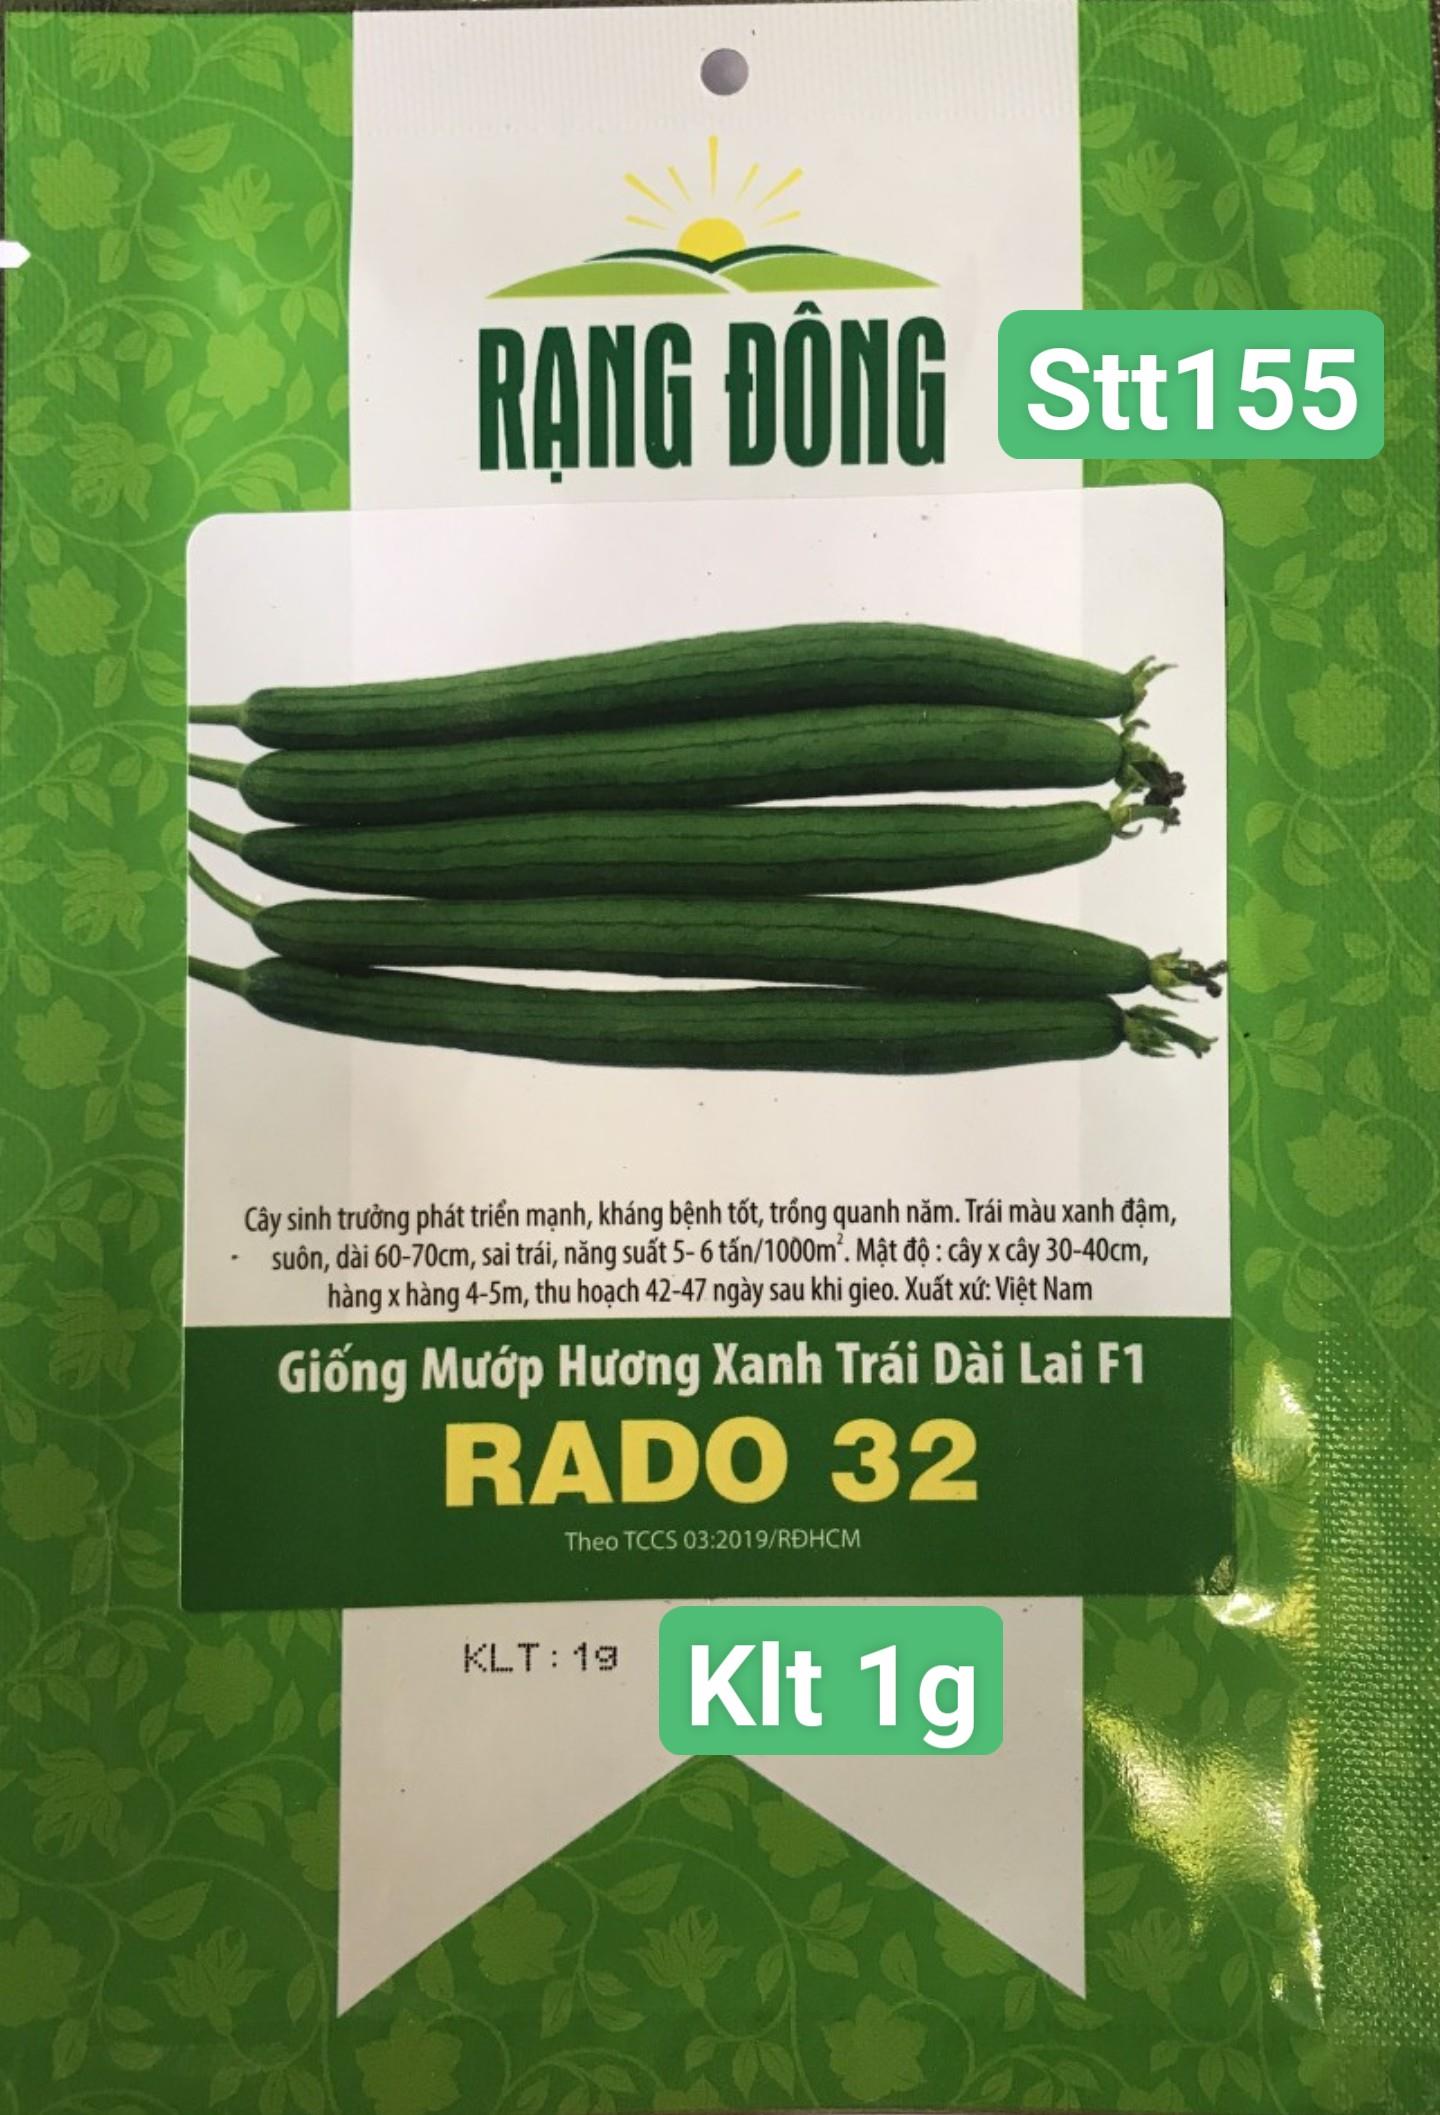 RẠNG ĐÔNG
Stt155
Cây sinh trưởng phát triển mạnh, kháng bệnh tốt, trồng quanh năm. Trái màu xanh đậm,
suôn, dài 60-70cm, sai trái, năng suất 5- 6 tấn/1000m². Mật độ : cây x cây 30-40cm,
hàng x hàng 4-5m, thu hoạch 42-47 ngày sau khi gieo. Xuất xứ: Việt Nam
Giống Mướp Hương Xanh Trái Dài Lai F1
RADO 32
Theo TCCS 03:2019/RĐHCM
KLT: 1g
Klt 1g